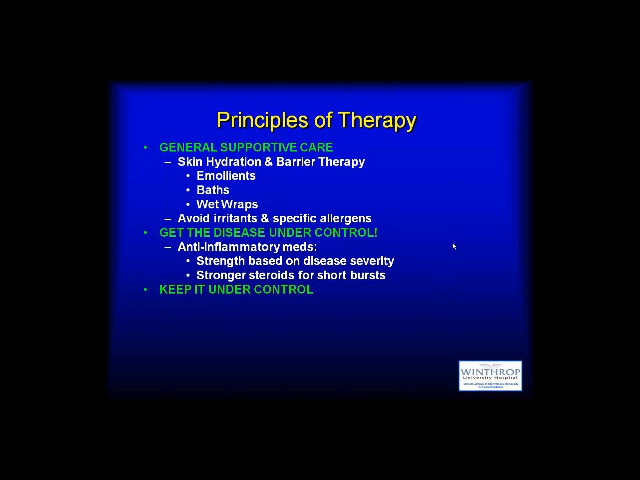 Principles of Therapy
• GENERAL SUPPORTIVE CARE
– Skin Hydration & Barrier Therapy
• Emollients
• Baths
• Wet Wraps
– Avoid irritants & specific allergens
• GET THE DISEASE UNDER CONTROL!
– Anti-inflammatory meds:
• Strength based on disease severity
• Stronger steroids for short bursts
• KEEP IT UNDER CONTROL
WINTHROP
University Hospital